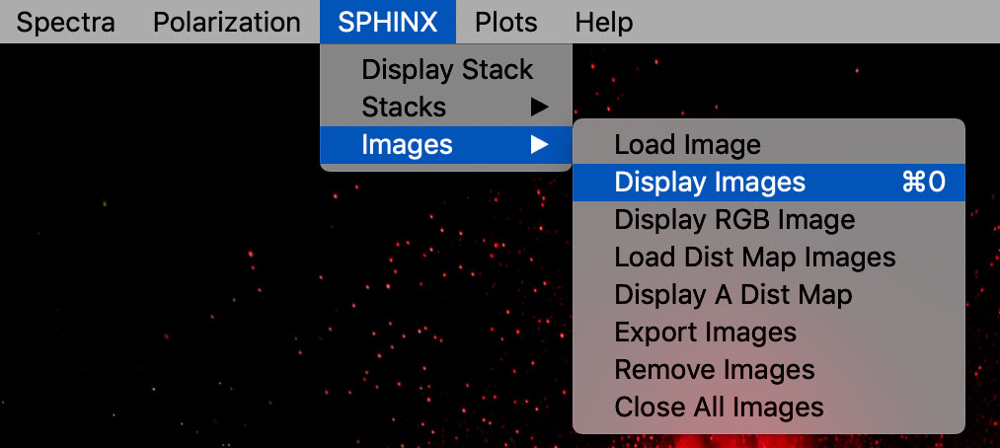 Spectra Polarization SPHINX Plots Help
Display Stack
Stacks ▶
Images ▶
Load Image
Display Images ⌘0
Display RGB Image
Load Dist Map Images
Display A Dist Map
Export Images
Remove Images
Close All Images